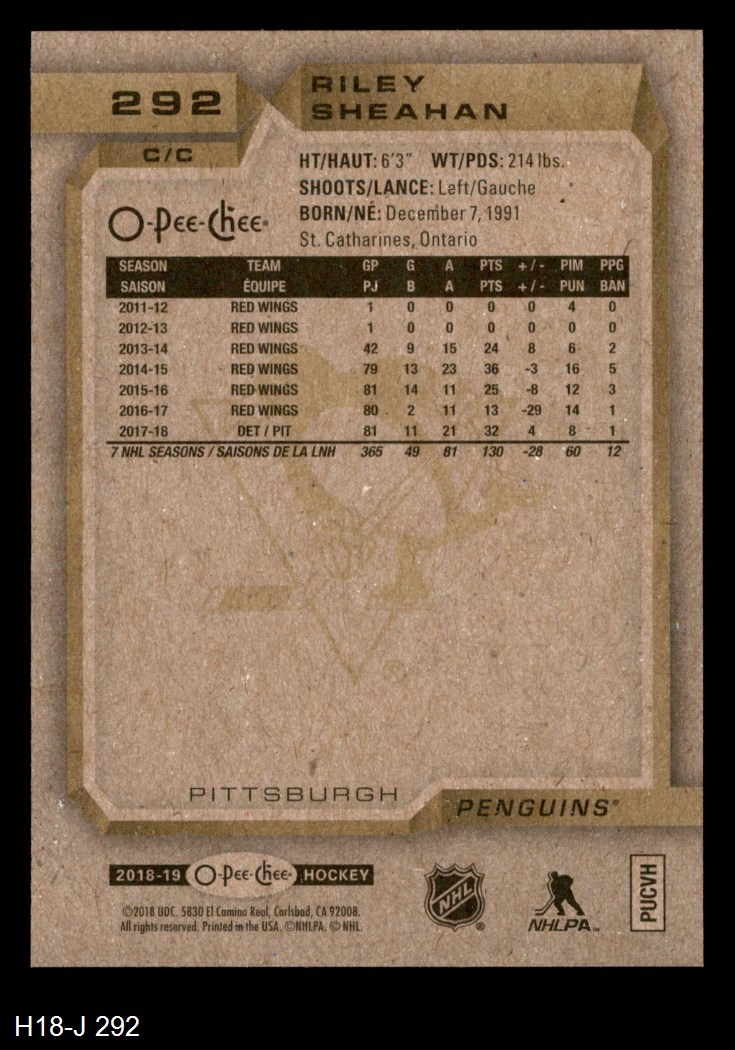 292
RILEY
SHEAHAN
C/C
HT/HAUT: 6'3" WT/PDS: 214 lbs.
SHOOTS/LANCE: Left/Gauche
BORN/NÉ: December 7, 1991
St. Catharines, Ontario
O-Pee-Chee®
SEASON TEAM GP G A PTS +/- PIM PPG
SAISON ÉQUIPE PJ B A PTS +/- PUN BAN
2011-12 RED WINGS 1 0 0 0 0 4 0
2012-13 RED WINGS 1 0 0 0 0 0 0
2013-14 RED WINGS 42 9 15 24 8 6 2
2014-15 RED WINGS 79 13 23 36 -3 16 5
2015-16 RED WINGS 81 14 11 25 -8 12 3
2016-17 RED WINGS 80 2 11 13 -29 14 1
2017-18 DET / PIT 81 11 21 32 4 8 1
7 NHL SEASONS / SAISONS DE LA LNH 365 49 81 130 -28 60 12
®
PITTSBURGH PENGUINS®
2018-19 O-Pee-Chee HOCKEY
©2018 UDC. 5830 El Camino Real, Carlsbad, CA 92008.
All rights reserved. Printed in the USA. ©NHLPA. © NHL.
NHL®
NHLPA™
PUCVH
H18-J 292